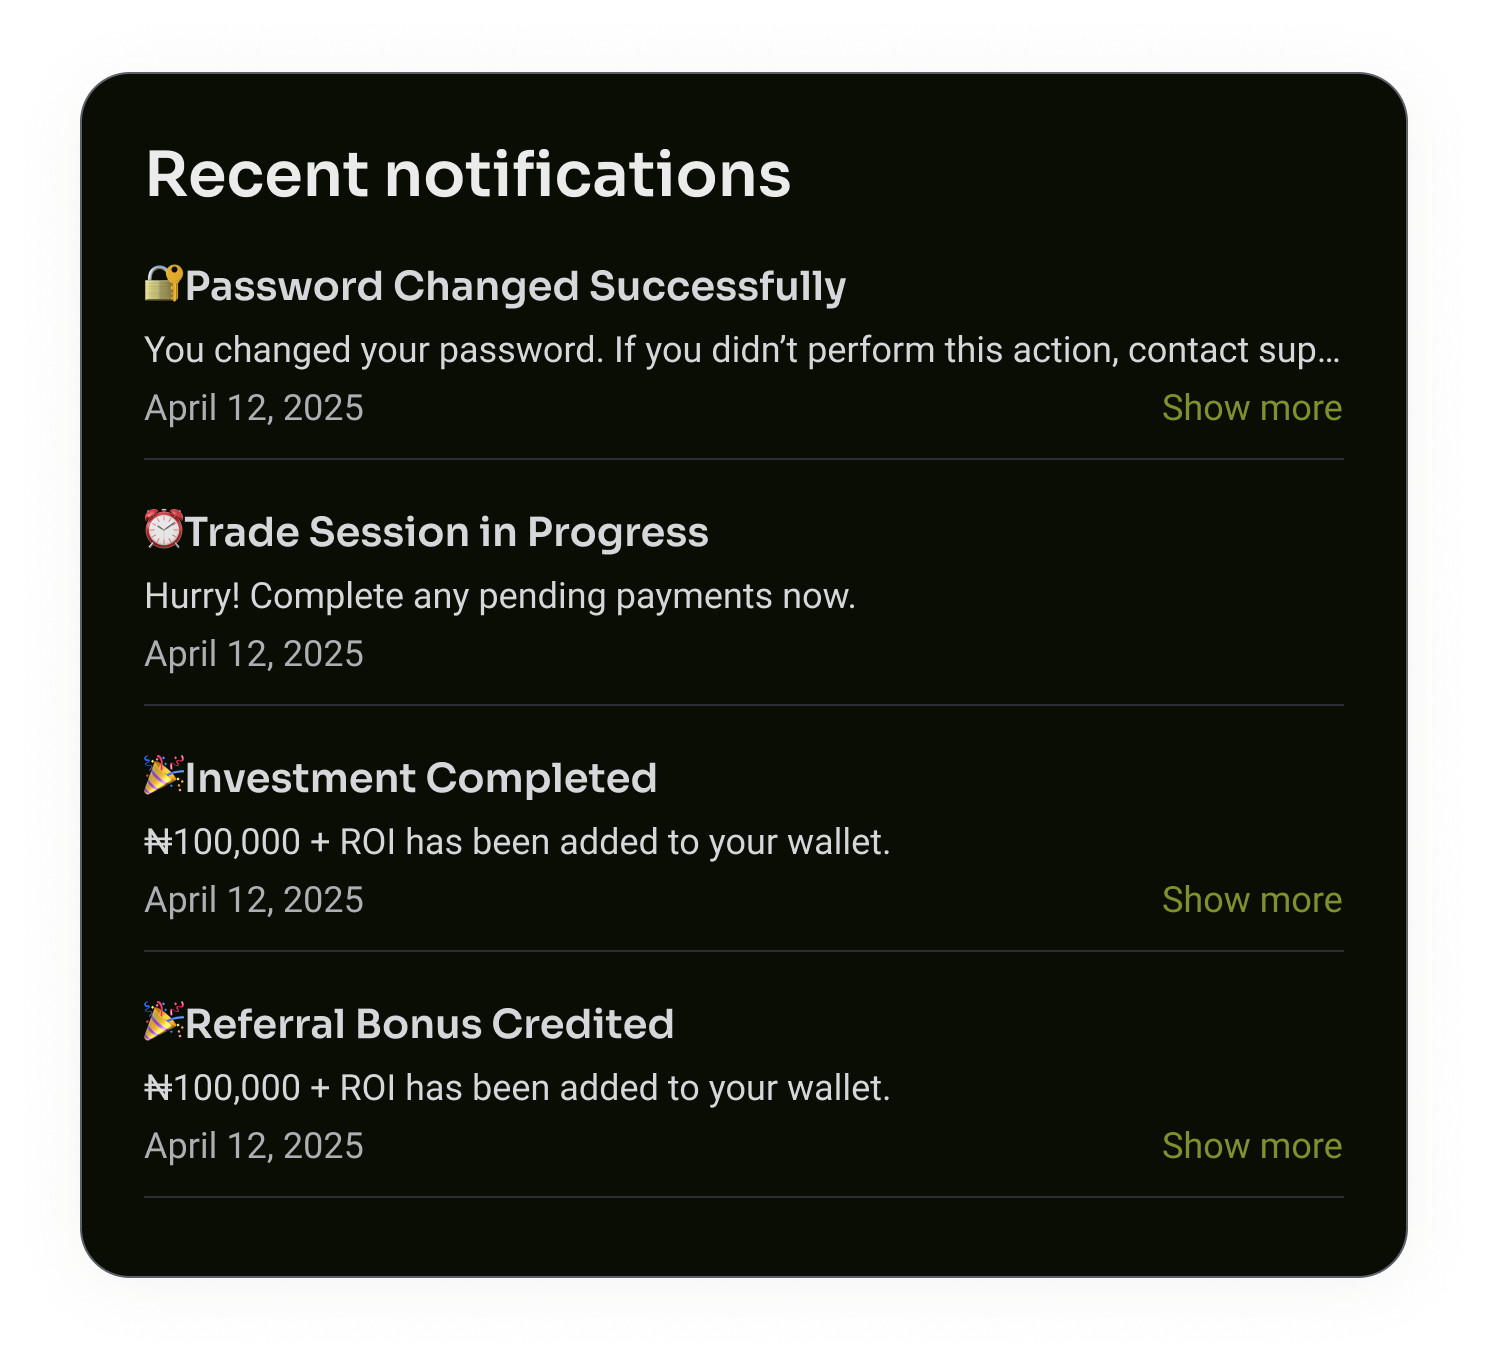 Recent notifications
🔐Password Changed Successfully
You changed your password. If you didn’t perform this action, contact sup...
April 12, 2025 Show more
⏰Trade Session in Progress
Hurry! Complete any pending payments now.
April 12, 2025
🎉Investment Completed
₦100,000 + ROI has been added to your wallet.
April 12, 2025 Show more
🎉Referral Bonus Credited
₦100,000 + ROI has been added to your wallet.
April 12, 2025 Show more